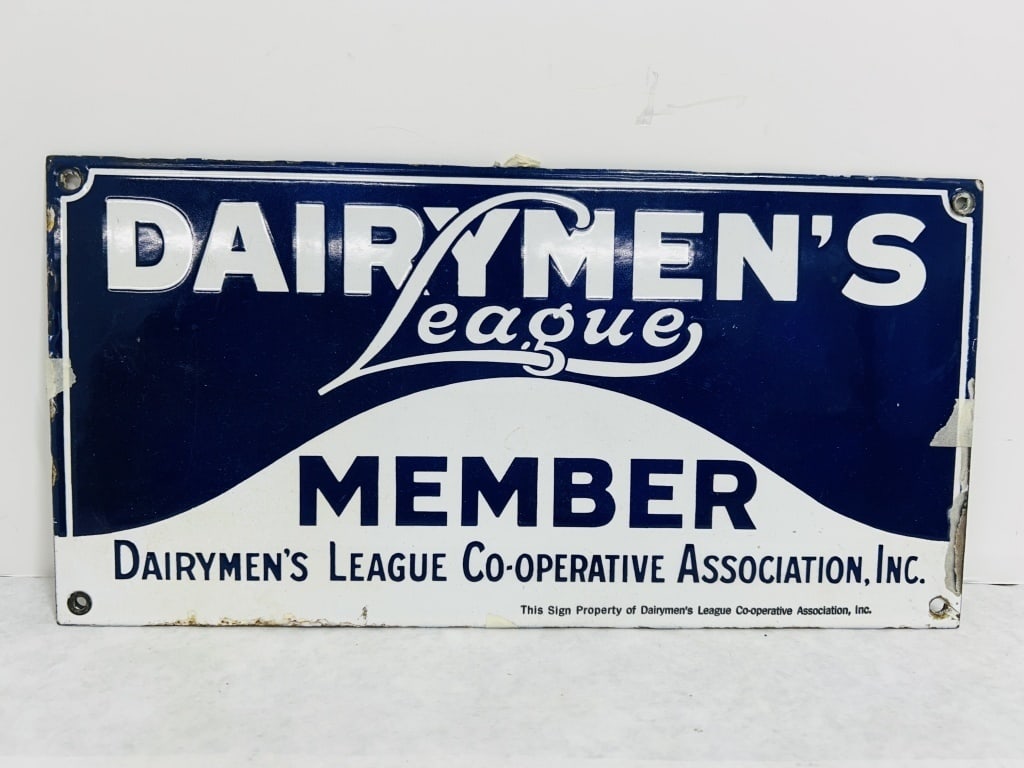 DAIRYMEN'S
League
MEMBER
DAIRYMEN'S LEAGUE CO-OPERATIVE ASSOCIATION, INC.
This Sign Property of Dairymen's League Co-operative Association, Inc.